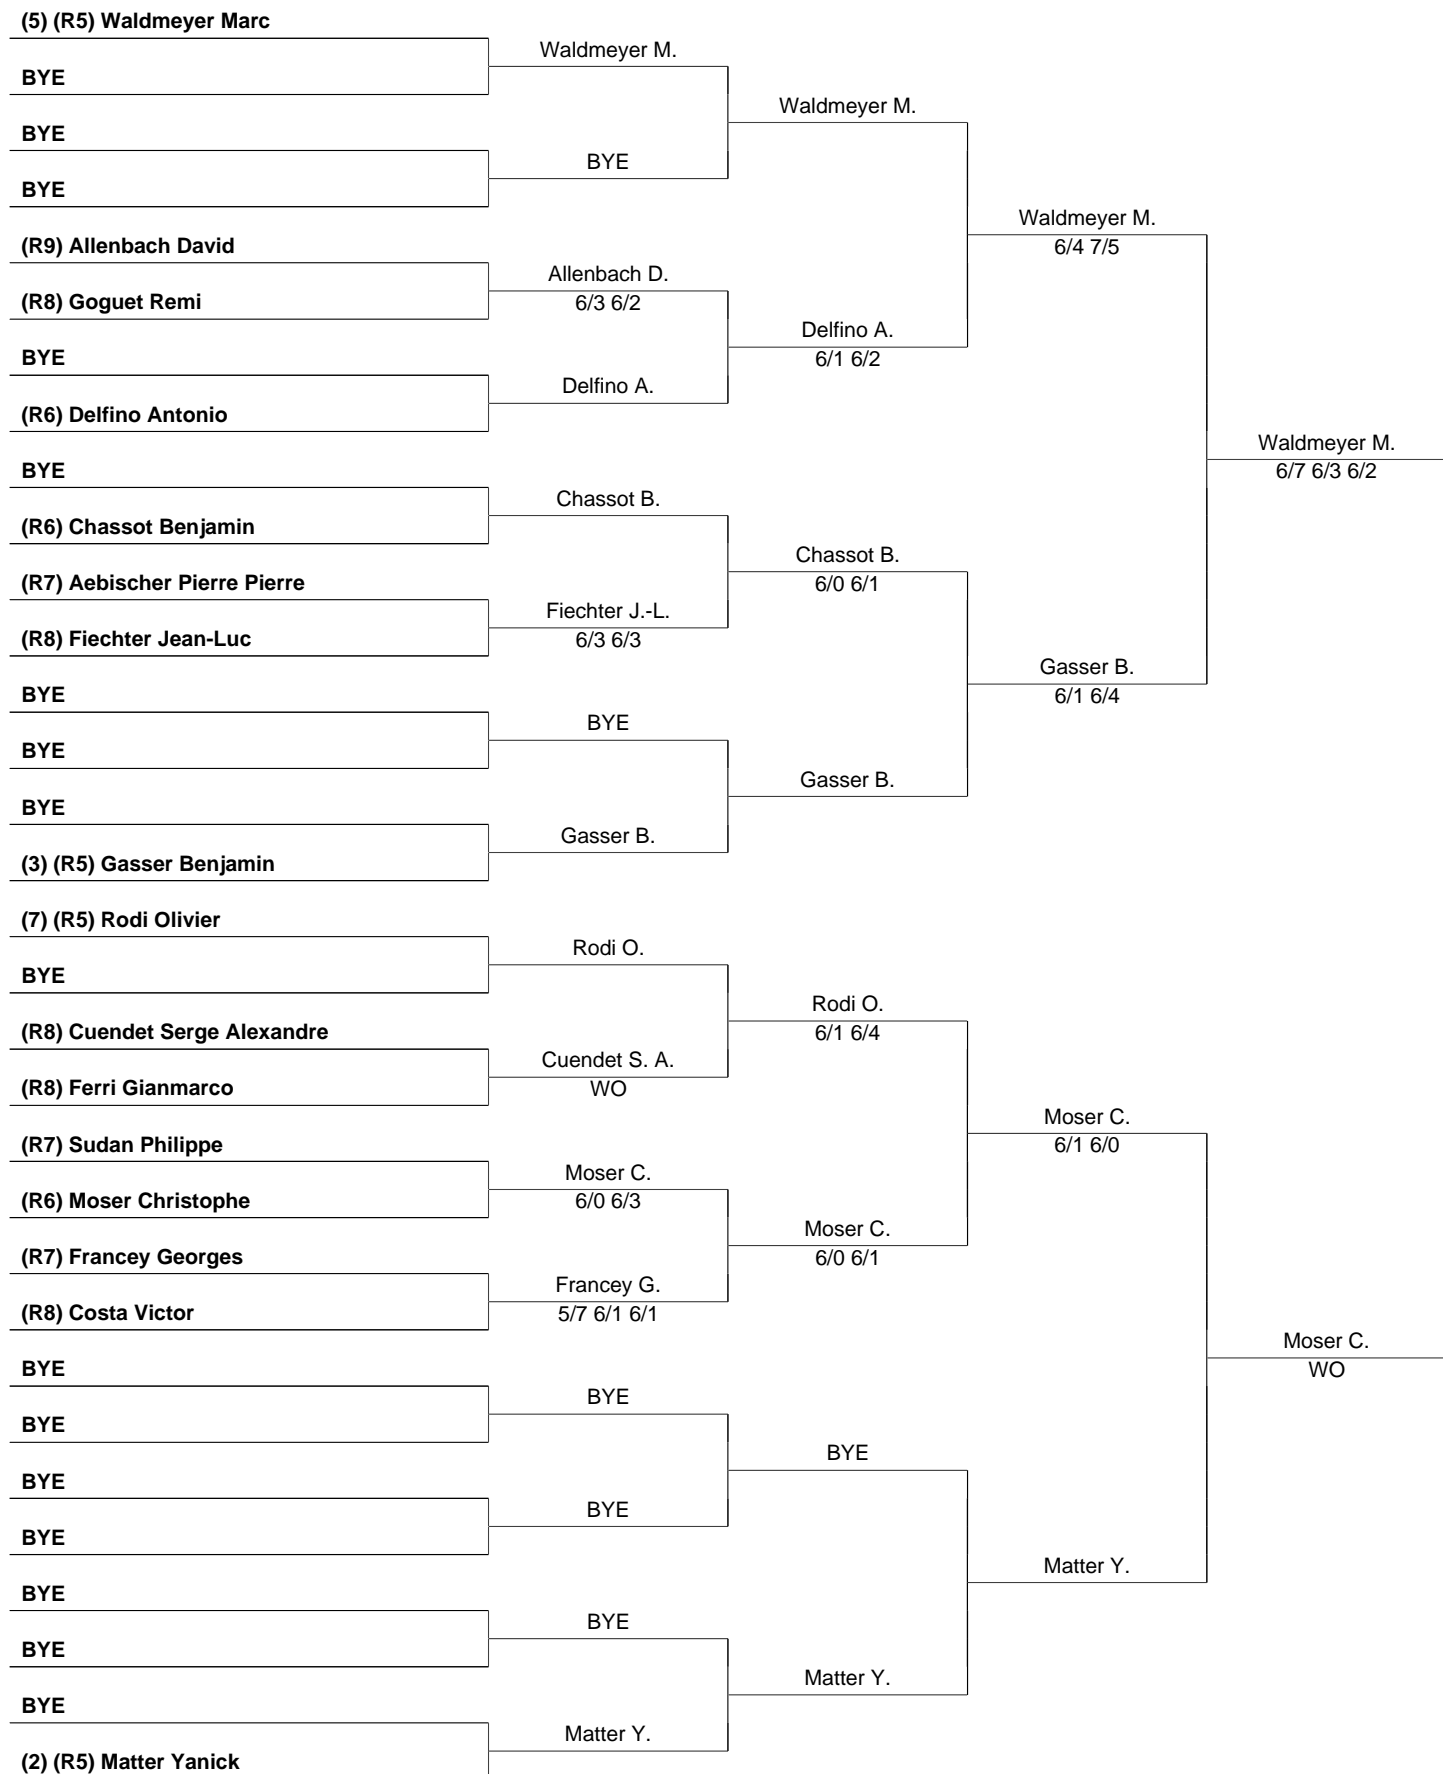 (5) (R5) Waldmeyer Marc
Waldmeyer M.
BYE
Waldmeyer M.
BYE
BYE
BYE
Waldmeyer M.
6/4 7/5
(R9) Allenbach David
Allenbach D.
6/3 6/2
(R8) Goguet Remi
Delfino A.
6/1 6/2
BYE
Delfino A.
(R6) Delfino Antonio
Waldmeyer M.
6/7 6/3 6/2
BYE
Chassot B.
(R6) Chassot Benjamin
Chassot B.
6/0 6/1
(R7) Aebischer Pierre Pierre
Fiechter J.-L.
6/3 6/3
(R8) Fiechter Jean-Luc
Gasser B.
6/1 6/4
BYE
BYE
BYE
Gasser B.
BYE
Gasser B.
(3) (R5) Gasser Benjamin
(7) (R5) Rodi Olivier
Rodi O.
BYE
Rodi O.
6/1 6/4
(R8) Cuendet Serge Alexandre
Cuendet S. A.
WO
(R8) Ferri Gianmarco
Moser C.
6/1 6/0
(R7) Sudan Philippe
Moser C.
6/0 6/3
(R6) Moser Christophe
Moser C.
6/0 6/1
(R7) Francey Georges
Francey G.
5/7 6/1 6/1
(R8) Costa Victor
Moser C.
WO
BYE
BYE
BYE
BYE
BYE
BYE
BYE
Matter Y.
BYE
BYE
BYE
Matter Y.
BYE
Matter Y.
(2) (R5) Matter Yanick